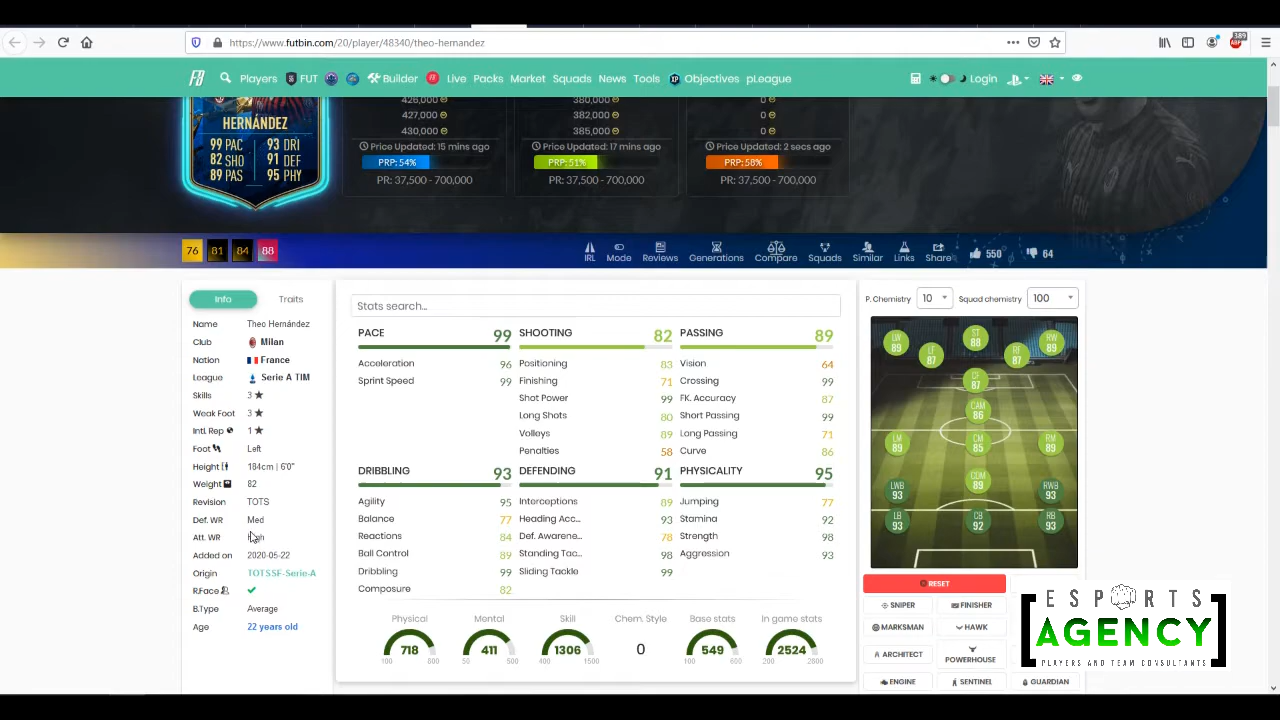 389
https://www.futbin.com/20/player/48340/theo-hernandez
Players FUT Builder Live Packs Market Squads News Tools Objectives pLeague Login
HERNÁNDEZ
99 PAC 93 DRI
82 SHO 91 DEF
89 PAS 95 PHY
426,000 380,000 0
427,000 382,000 0
430,000 385,000 0
Price Updated: 15 mins ago Price Updated: 17 mins ago Price Updated: 2 secs ago
PRP: 54% PRP: 51% PRP: 58%
PR: 37,500 - 700,000 PR: 37,500 - 700,000 PR: 37,500 - 700,000
76 81 84 88
IRL Mode Reviews Generations Compare Squads Similar Links Share 550 64
Info Traits
Name Theo Hernández
Club Milan
Nation France
League Serie A TIM
Skills 3
Weak Foot 3
Intl. Rep 1
Foot Left
Height 184cm | 6'0"
Weight 82
Revision TOTS
Def. WR Med
Att. WR
Added on 2020-05-22
Origin TOTSSF-Serie-A
R.Face
B.Type Average
Age 22 years old
Stats search...
PACE 99
Acceleration 96
Sprint Speed 99
SHOOTING 82
Positioning 83
Finishing 71
Shot Power 99
Long Shots 80
Volleys 89
Penalties 58
PASSING 89
Vision 64
Crossing 99
FK. Accuracy 87
Short Passing 99
Long Passing 71
Curve 86
DRIBBLING 93
Agility 95
Balance 77
Reactions 84
Ball Control 89
Dribbling 99
Composure 82
DEFENDING 91
Interceptions 89
Heading Acc... 93
Def. Awarene... 78
Standing Tac... 98
Sliding Tackle 99
PHYSICALITY 95
Jumping 77
Stamina 92
Strength 98
Aggression 93
Physical Mental Skill Chem. Style Base stats In game stats
718 411 1306 0 549 2524
100 800 50 500 400 1500 100 600 200 2800
P. Chemistry 10 Squad chemistry 100
LW 89
LF 87
ST 88
RF 87
RW 89
CF 87
CAM 86
LM 89
CM 85
RM 89
CDM 89
LWB 93
RWB 93
LB 93
CB 92
RB 93
RESET
SNIPER FINISHER
MARKSMAN HAWK
ARCHITECT POWERHOUSE
ENGINE SENTINEL GUARDIAN
ESPORTS
AGENCY
PLAYERS AND TEAM CONSULTANTS